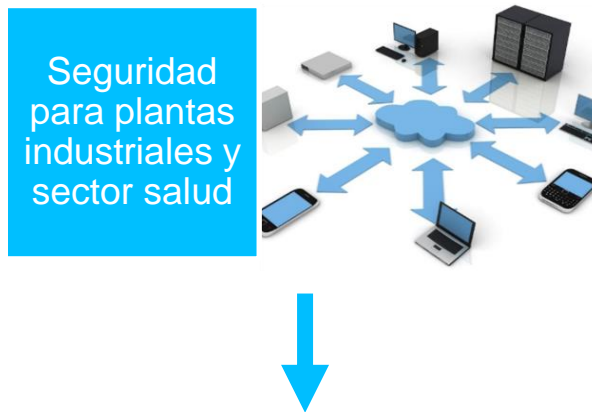 Seguridad
para plantas
industriales y
sector salud